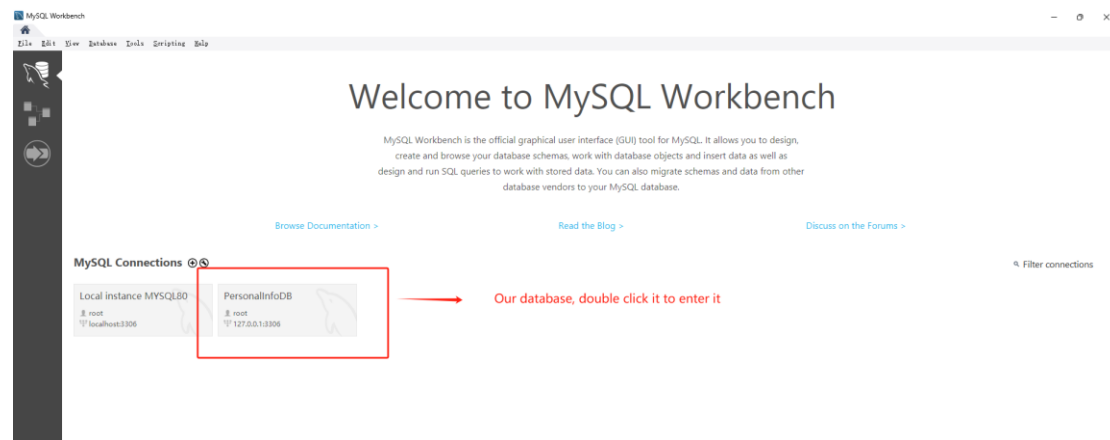 MySQL Workbench
File Edit View Database Tools Scripting Help
Welcome to MySQL Workbench
MySQL Workbench is the official graphical user interface (GUI) tool for MySQL. It allows you to design,
create and browse your database schemas, work with database objects and insert data as well as
design and run SQL queries to work with stored data. You can also migrate schemas and data from other
database vendors to your MySQL database.
Browse Documentation >
Read the Blog >
Discuss on the Forums >
MySQL Connections
Filter connections
Local instance MYSQL80
root
localhost:3306
PersonalInfoDB
root
127.0.0.1:3306
Our database, double click it to enter it